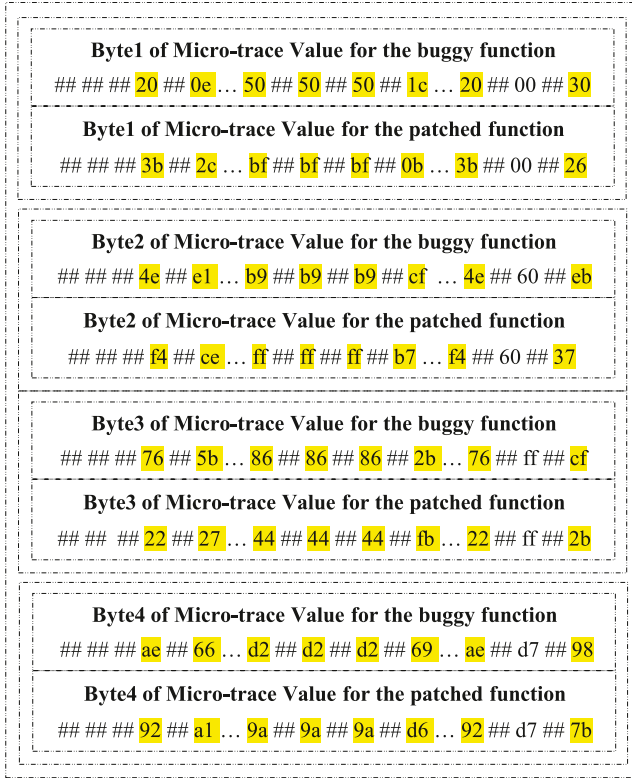 Byte1 of Micro-trace Value for the buggy function
## ## ## 20 ## 0e … 50 ## 50 ## 50 ## 1c … 20 ## 00 ## 30
Byte1 of Micro-trace Value for the patched function
## ## ## 3b ## 2c … bf ## bf ## bf ## 0b … 3b ## 00 ## 26
Byte2 of Micro-trace Value for the buggy function
## ## ## 4e ## e1 … b9 ## b9 ## b9 ## cf … 4e ## 60 ## eb
Byte2 of Micro-trace Value for the patched function
## ## ## f4 ## ce … ff ## ff ## ff ## b7 … f4 ## 60 ## 37
Byte3 of Micro-trace Value for the buggy function
## ## ## 76 ## 5b … 86 ## 86 ## 86 ## 2b … 76 ## ff ## cf
Byte3 of Micro-trace Value for the patched function
## ## ## 22 ## 27 … 44 ## 44 ## 44 ## fb … 22 ## ff ## 2b
Byte4 of Micro-trace Value for the buggy function
## ## ## ae ## 66 … d2 ## d2 ## d2 ## 69 … ae ## d7 ## 98
Byte4 of Micro-trace Value for the patched function
## ## ## 92 ## a1 … 9a ## 9a ## 9a ## d6 … 92 ## d7 ## 7b